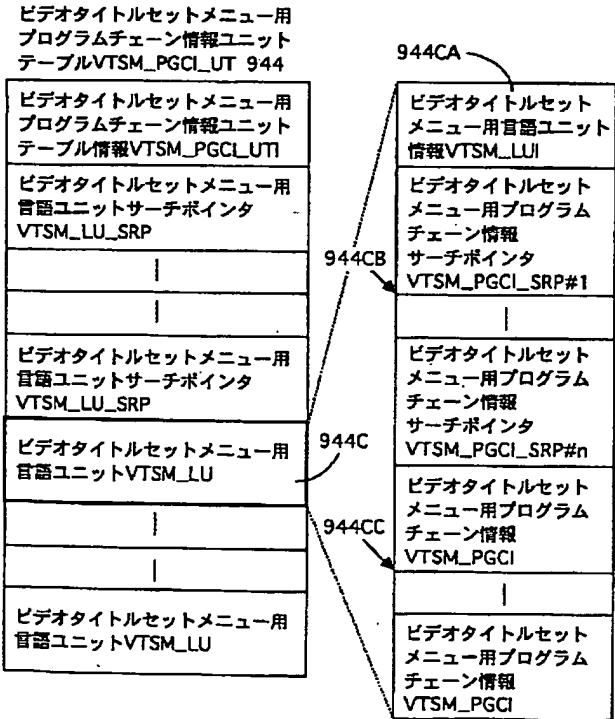 ビデオタイトルセットメニュー用
プログラムチェーン情報ユニット
テーブルVTSM_PGCI_UT 944
ビデオタイトルセットメニュー用
プログラムチェーン情報ユニット
テーブル情報VTSM_PGCI_UTI
ビデオタイトルセットメニュー用
言語ユニットサーチポインタ
VTSM_LU_SRP
ビデオタイトルセットメニュー用
言語ユニットサーチポインタ
VTSM_LU_SRP
ビデオタイトルセットメニュー用
言語ユニットVTSM_LU
ビデオタイトルセットメニュー用
言語ユニットVTSM_LU
944C
944CA
ビデオタイトルセット
メニュー用言語ユニット
情報VTSM_LUI
ビデオタイトルセット
メニュー用プログラム
チェーン情報
サーチポインタ
VTSM_PGCI_SRP#1
944CB
ビデオタイトルセット
メニュー用プログラム
チェーン情報
サーチポインタ
VTSM_PGCI_SRP#n
ビデオタイトルセット
メニュー用プログラム
チェーン情報
VTSM_PGCI
944CC
ビデオタイトルセット
メニュー用プログラム
チェーン情報
VTSM_PGCI